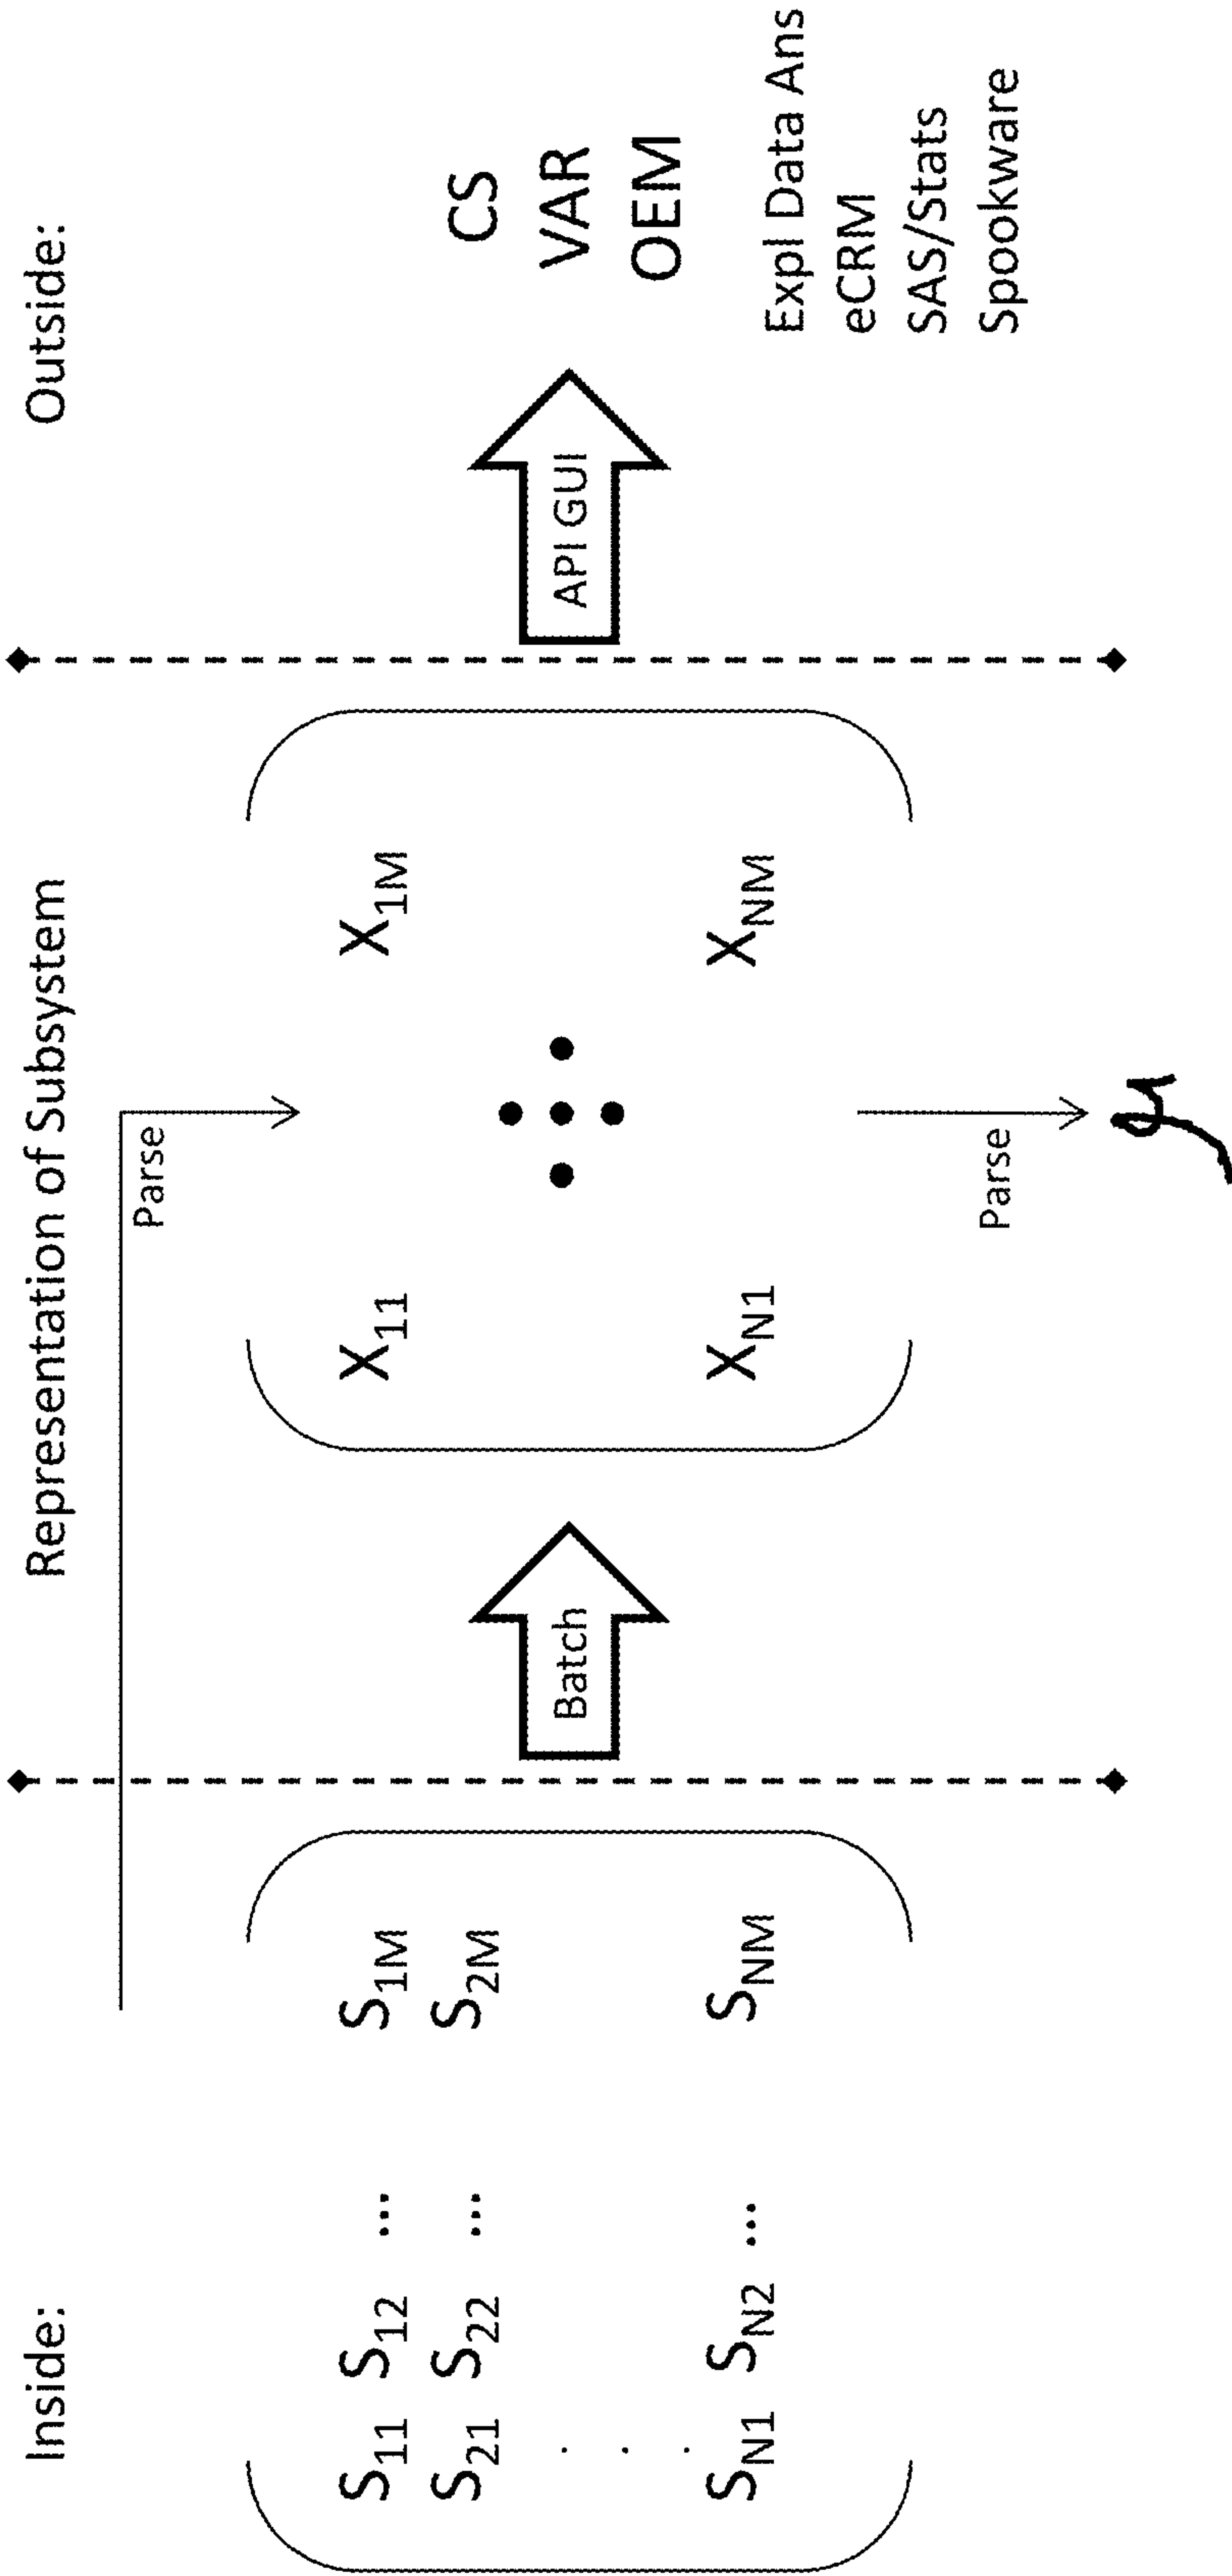 Inside:
Representation of Subsystem
Outside:
Parse
S11 S12 ... S1M
S21 S22 ... S2M
SN1 SN2 ... SNM
Batch
X11 X1M
XN1 XNM
Parse
API GUI
CS
VAR
OEM
Expl Data Ans
eCRM
SAS/Stats
Spookware